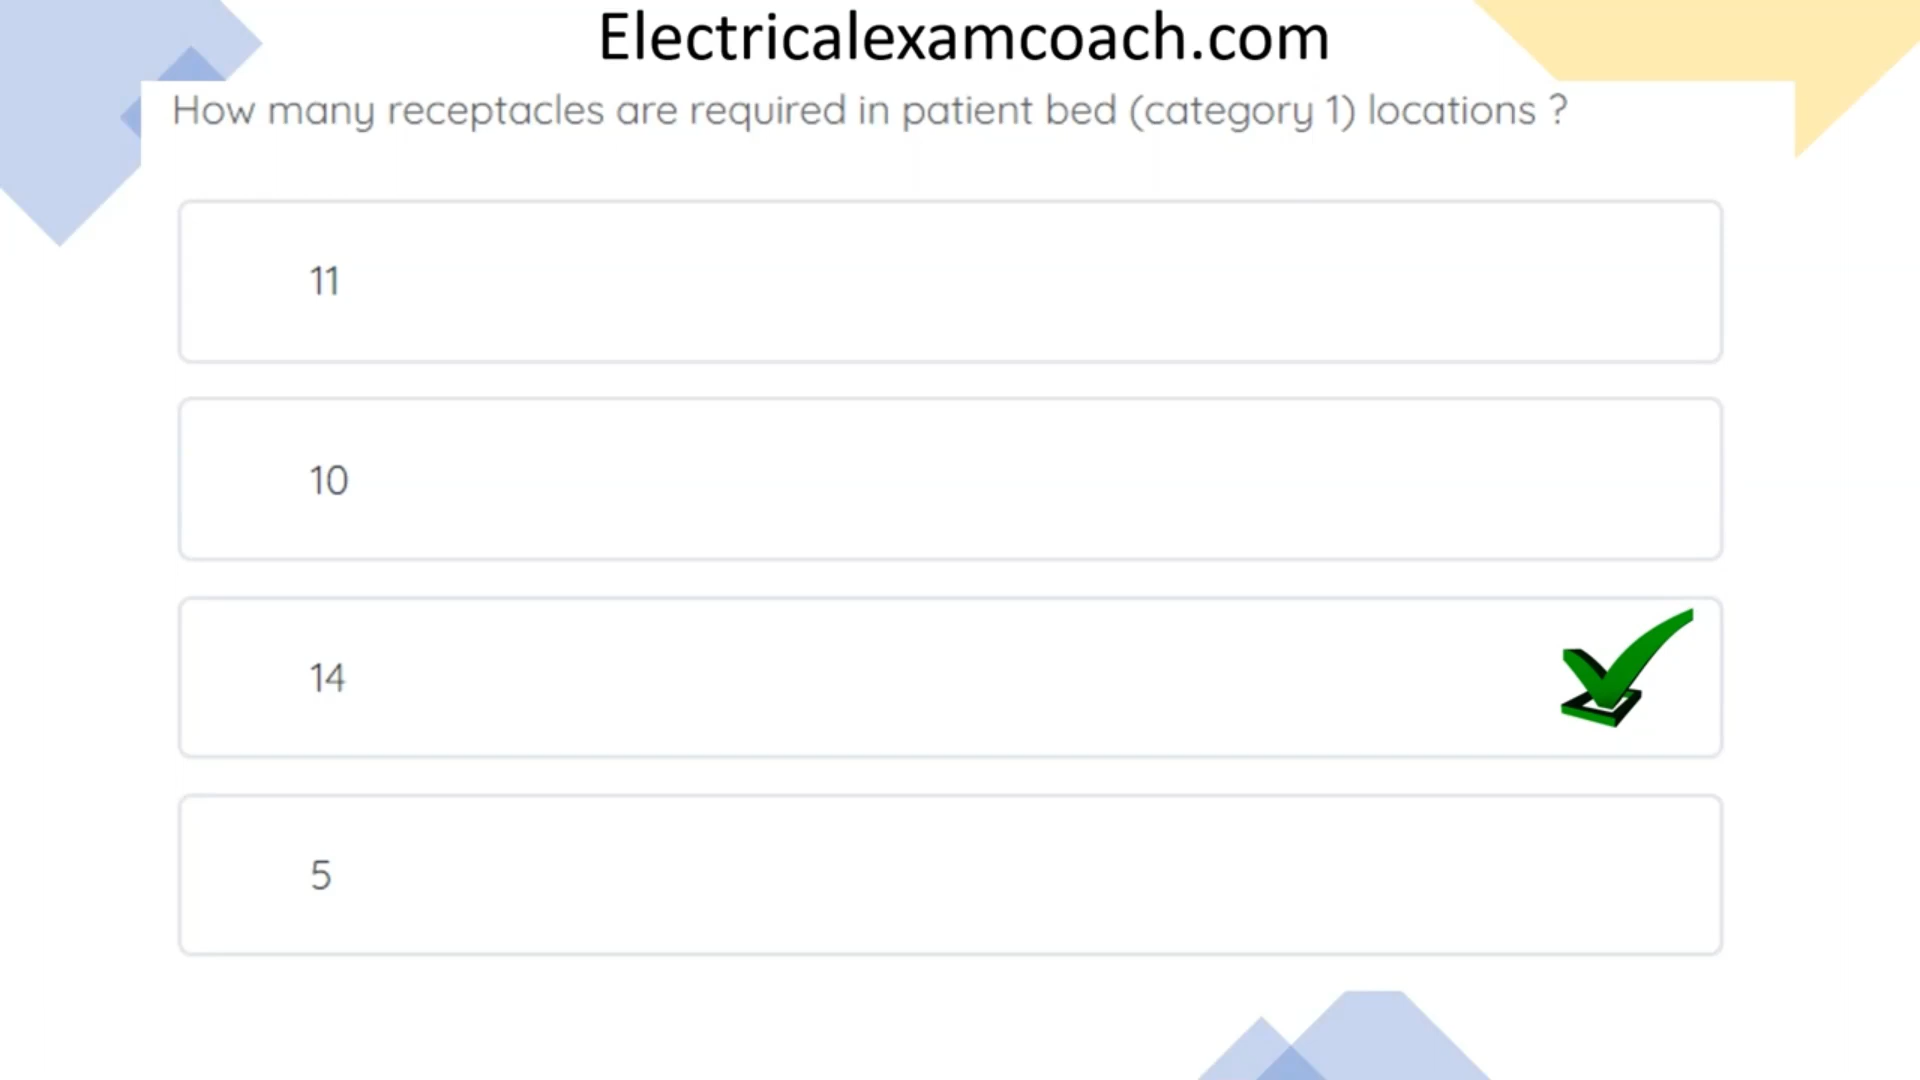 Electricalexamcoach.com
How many receptacles are required in patient bed (category 1) locations ?
11
10
14
5